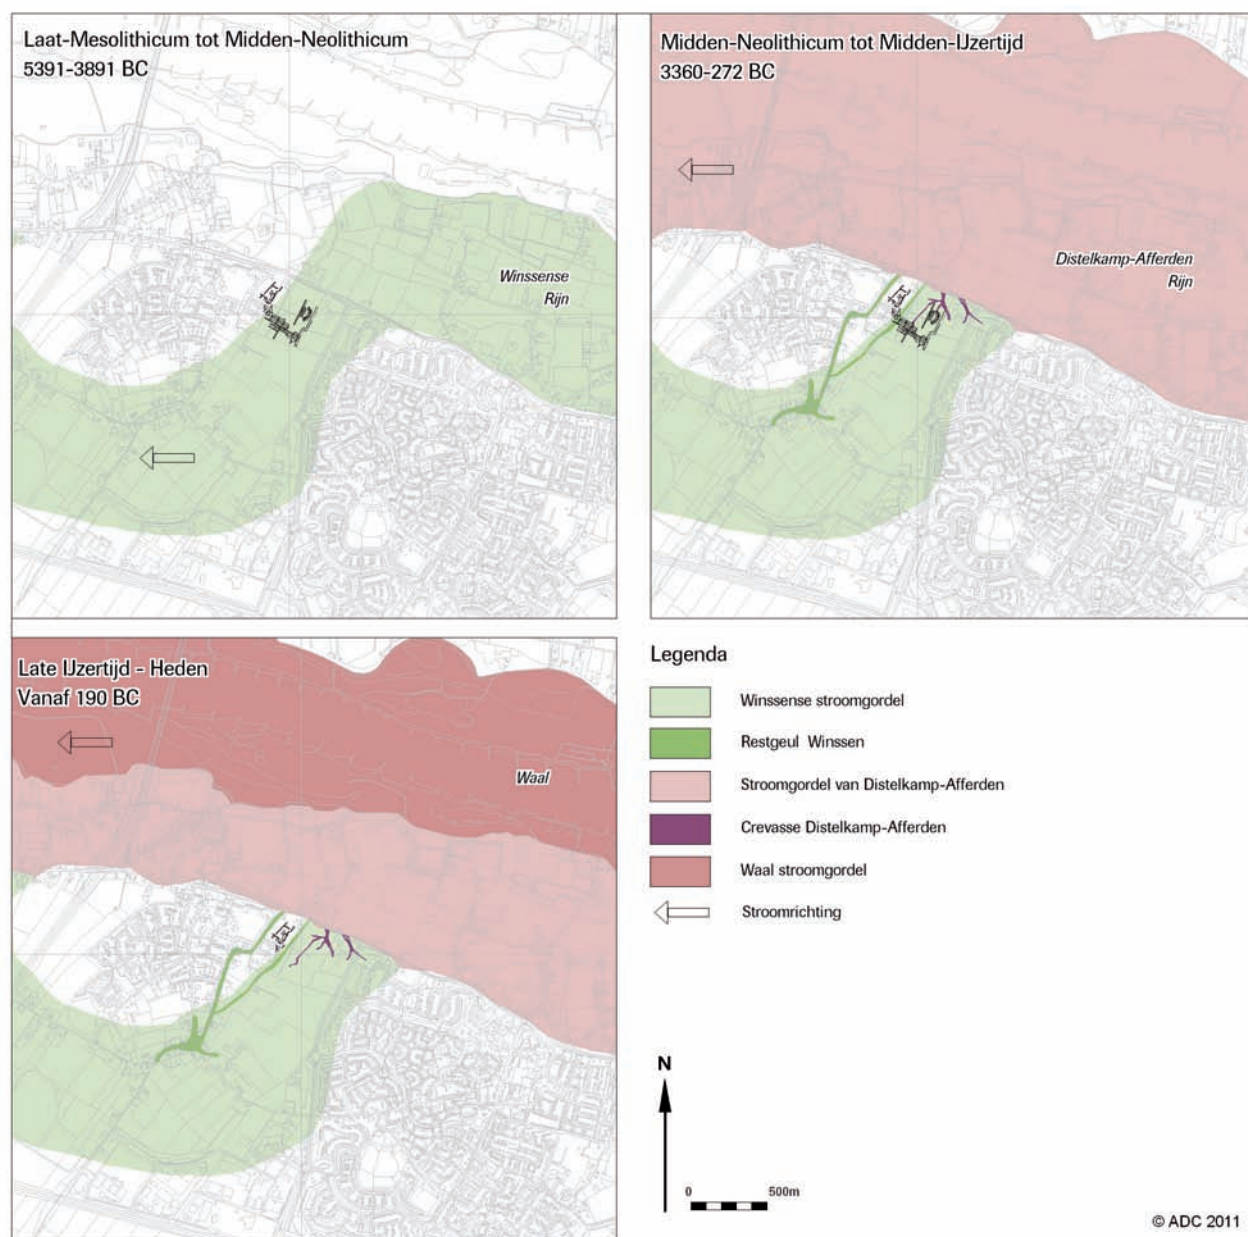 Laat-Mesolithicum tot Midden-Neolithicum
5391-3891 BC
Winssense
Rijn
Midden-Neolithicum tot Midden-IJzertijd
3360-272 BC
Distelkamp-Afferden
Rijn
Late IJzertijd - Heden
Vanaf 190 BC
Waal
Legenda
Winssense stroomgordel
Restgeul Winssen
Stroomgordel van Distelkamp-Afferden
Crevasse Distelkamp-Afferden
Waal stroomgordel
Stroomrichting
N
0 500m
© ADC 2011